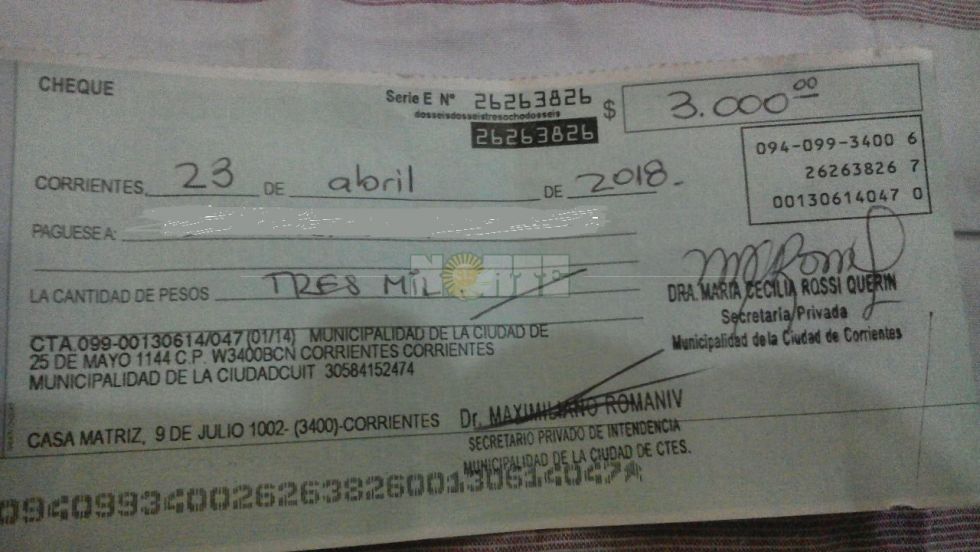 CHEQUE
Serie E Nº 26263826
dosseisdosseistresochodosseis
26263826
$ 3.000 00
094-099-3400 6
26263826 7
00130614047 0
CORRIENTES, 23 DE abril DE 2018.
PAGUESE A:
NORTE
LA CANTIDAD DE PESOS TRES MIL
DRA. MARIA CECILIA ROSSI QUERIN
Secretaria Privada
Municipalidad de la Ciudad de Corrientes
CTA.099-00130614/047 (01/14) MUNICIPALIDAD DE LA CIUDAD DE
25 DE MAYO 1144 C.P. W3400BCN CORRIENTES CORRIENTES
MUNICIPALIDAD DE LA CIUDADCUIT 30584152474
Dr. MAXIMILIANO ROMANIV
SECRETARIO PRIVADO DE INTENDENCIA
MUNICIPALIDAD DE LA CIUDAD DE CTES.
CASA MATRIZ, 9 DE JULIO 1002- (3400)-CORRIENTES
09409934002626382600130614047